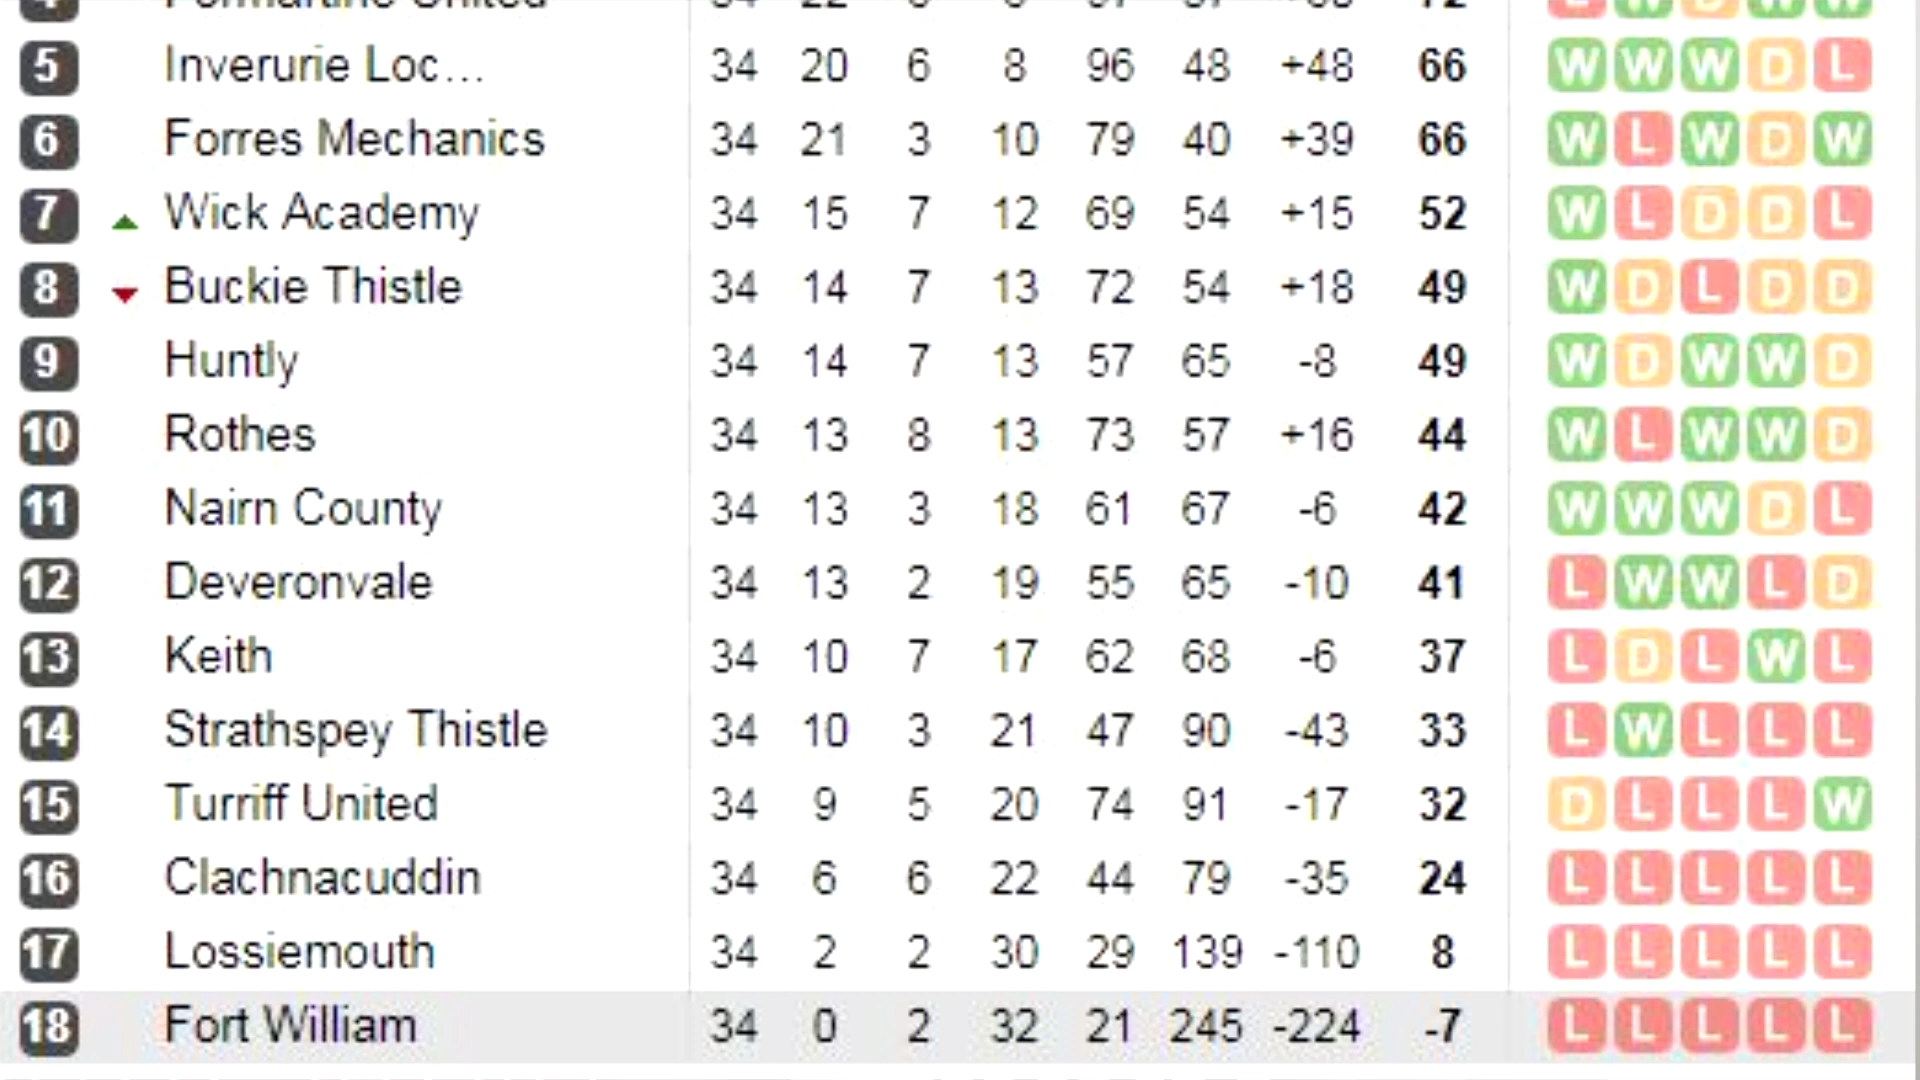 5 Inverurie Loc... 34 20 6 8 96 48 +48 66 W W W D L
6 Forres Mechanics 34 21 3 10 79 40 +39 66 W L W D W
7 Wick Academy 34 15 7 12 69 54 +15 52 W L D D L
8 Buckie Thistle 34 14 7 13 72 54 +18 49 W D L D D
9 Huntly 34 14 7 13 57 65 -8 49 W D W W D
10 Rothes 34 13 8 13 73 57 +16 44 W L W W D
11 Nairn County 34 13 3 18 61 67 -6 42 W W W D L
12 Deveronvale 34 13 2 19 55 65 -10 41 L W W L D
13 Keith 34 10 7 17 62 68 -6 37 L D L W L
14 Strathspey Thistle 34 10 3 21 47 90 -43 33 L W L L L
15 Turriff United 34 9 5 20 74 91 -17 32 D L L L W
16 Clachnacuddin 34 6 6 22 44 79 -35 24 L L L L L
17 Lossiemouth 34 2 2 30 29 139 -110 8 L L L L L
18 Fort William 34 0 2 32 21 245 -224 -7 L L L L L